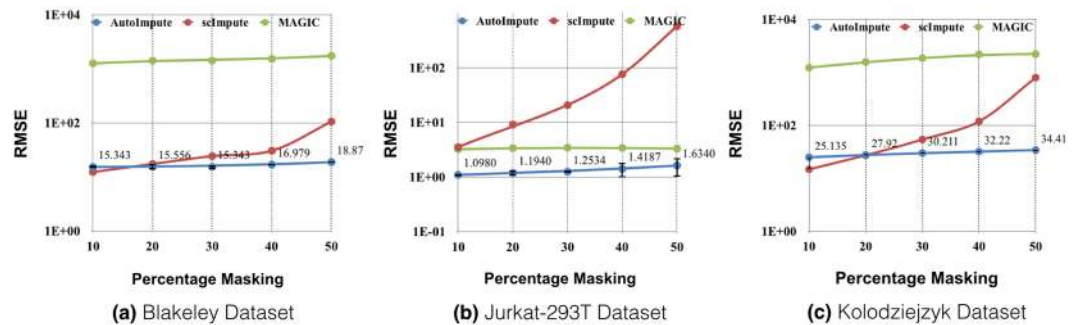 AutoImpute scImpute MAGIC
1E+04
1E+02
1E+00
RMSE
15.343 15.556 15.343 16.979 18.87
10 20 30 40 50
Percentage Masking
(a) Blakeley Dataset
AutoImpute scImpute MAGIC
1E+02
1E+01
1E+00
1E-01
RMSE
1.0980 1.1940 1.2534 1.4187 1.6340
10 20 30 40 50
Percentage Masking
(b) Jurkat-293T Dataset
1E+04
AutoImpute scImpute MAGIC
1E+02
1E+00
RMSE
25.135 27.92 30.211 32.22 34.41
10 20 30 40 50
Percentage Masking
(c) Kolodziejzyk Dataset